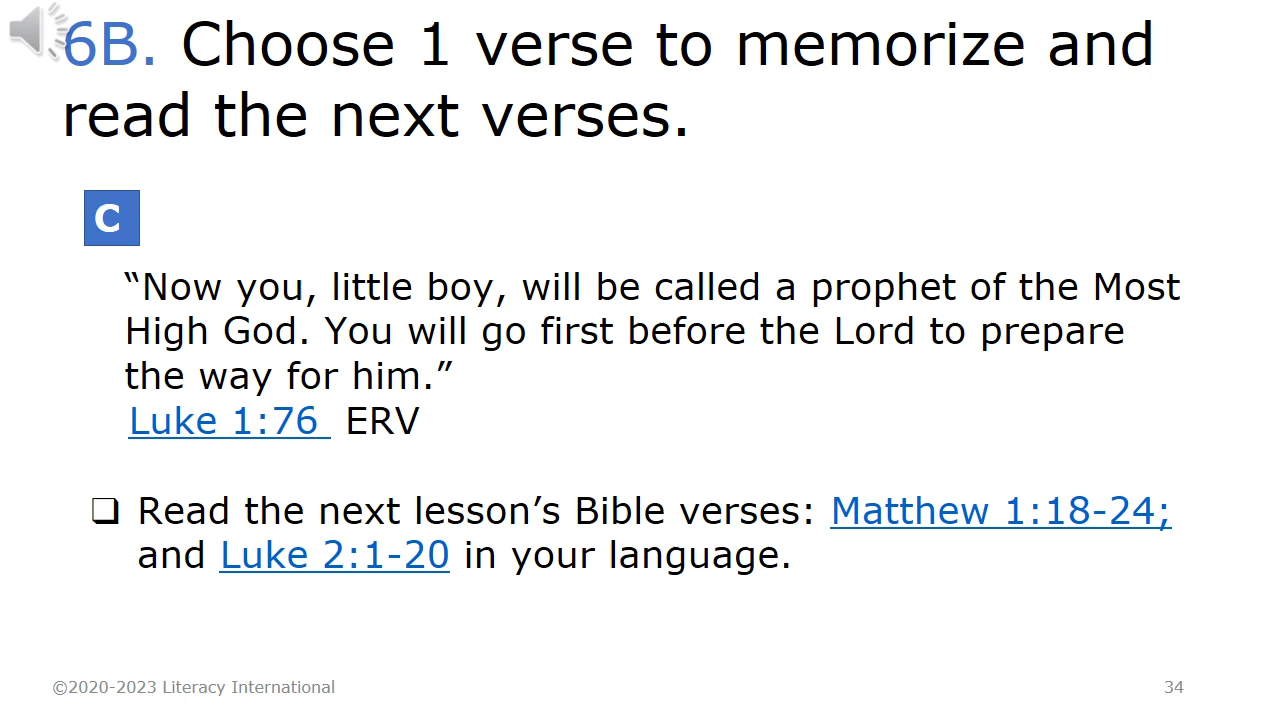 6B. Choose 1 verse to memorize and
read the next verses.
C
“Now you, little boy, will be called a prophet of the Most
High God. You will go first before the Lord to prepare
the way for him.”
Luke 1:76  ERV
❑ Read the next lesson’s Bible verses: Matthew 1:18-24;
and Luke 2:1-20 in your language.
©2020-2023 Literacy International
34